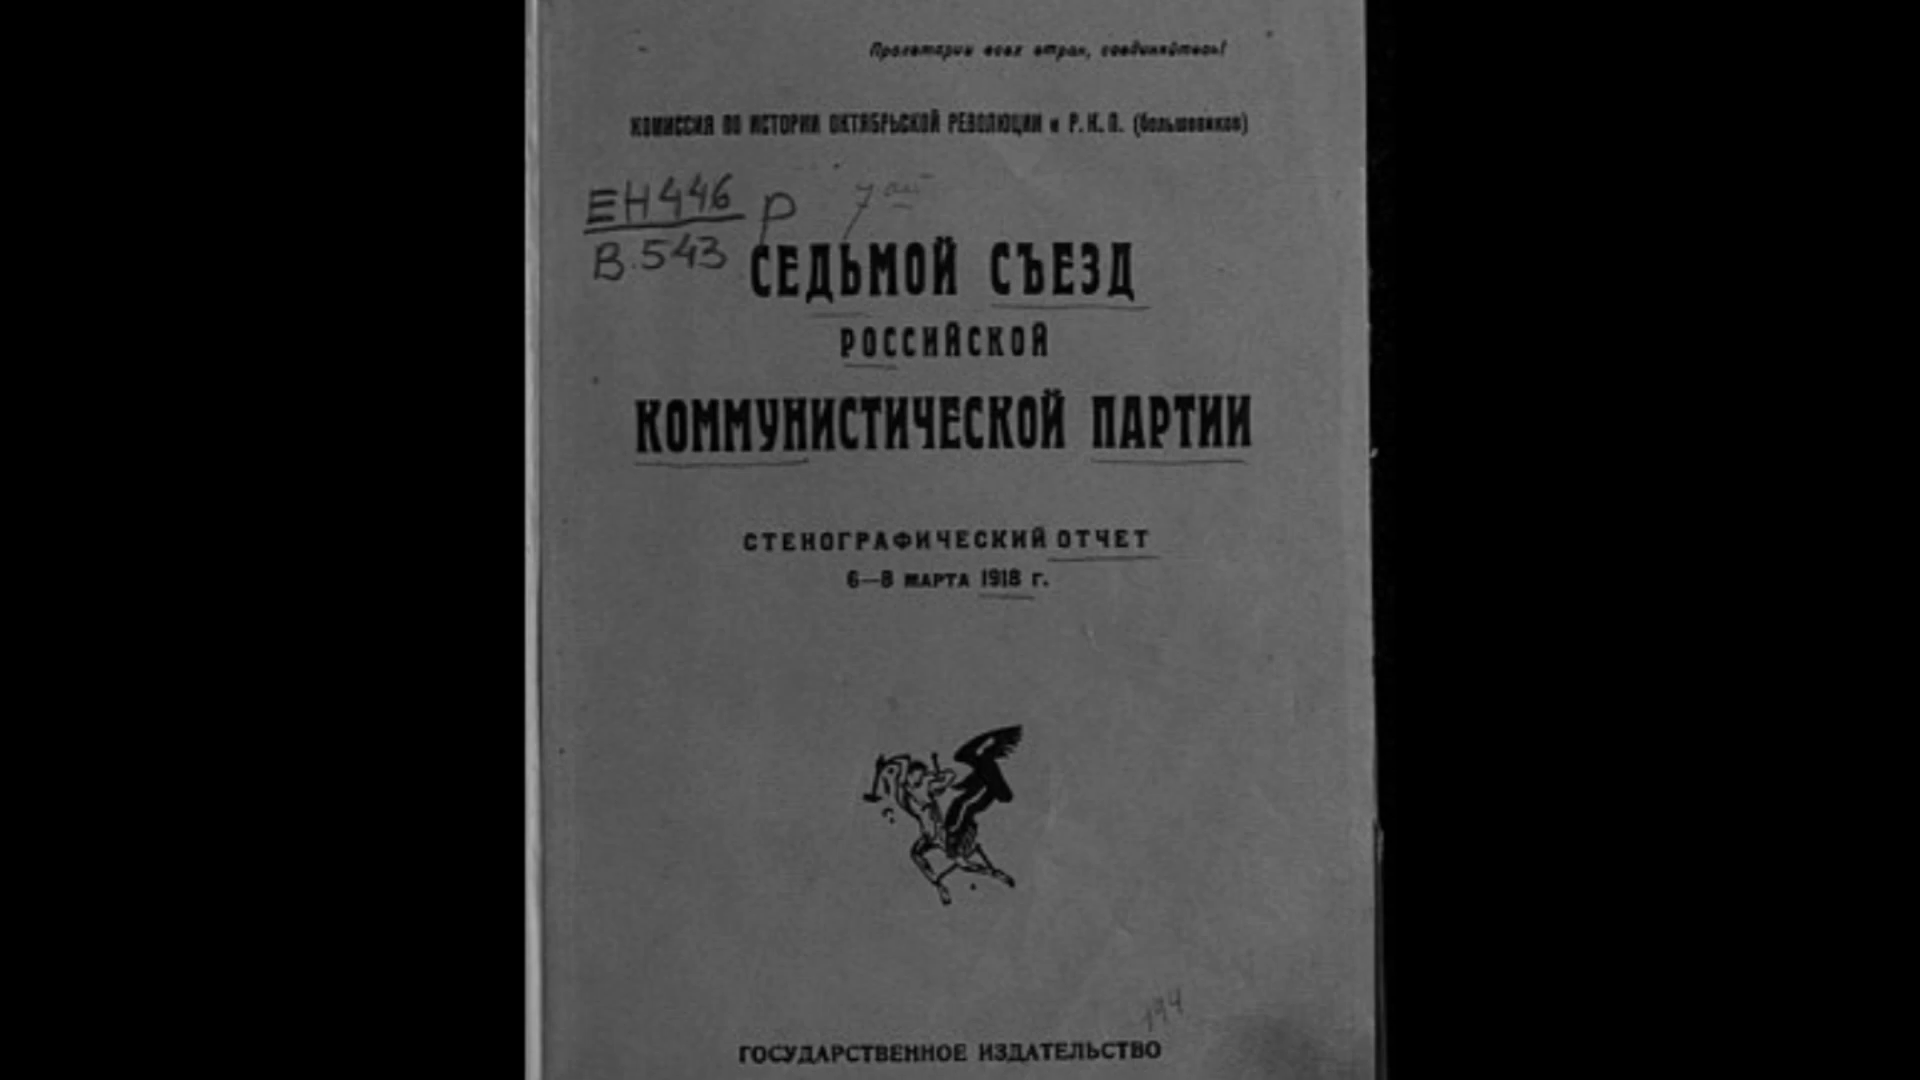 Пролетарии всех стран, соединяйтесь!
КОМИССИЯ ПО ИСТОРИИ ОКТЯБРЬСКОЙ РЕВОЛЮЦИИ и Р. К. П. (большевиков)
ЕН446 Р
В.543
СЕДЬМОЙ СЪЕЗД
РОССИЙСКОЙ
КОММУНИСТИЧЕСКОЙ ПАРТИИ
СТЕНОГРАФИЧЕСКИЙ ОТЧЕТ
6—8 МАРТА 1918 г.
194
ГОСУДАРСТВЕННОЕ ИЗДАТЕЛЬСТВО